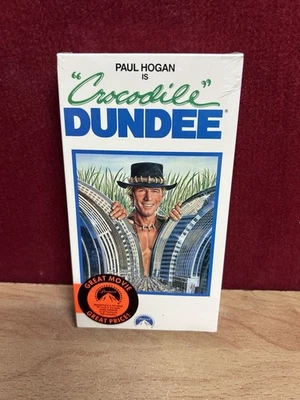 PAUL HOGAN
IS
"Crocodile"
DUNDEE®
GREAT MOVIE
GREAT PRICE!